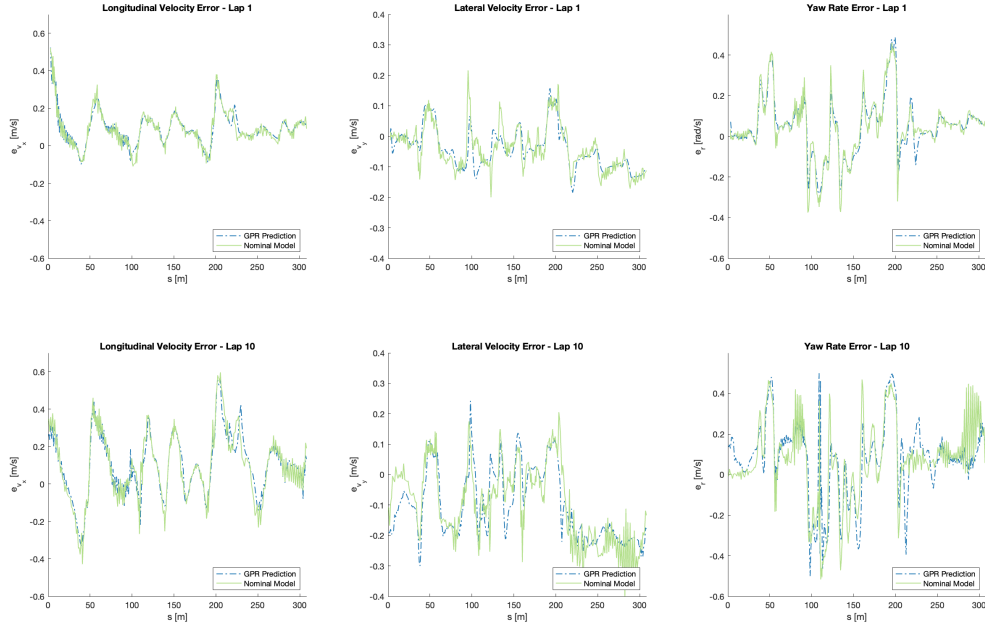 Longitudinal Velocity Error - Lap 1
0.6
0.4
0.2
0
-0.2
-0.4
-0.6
e_v_x [m/s]
0 50 100 150 200 250 300
s [m]
GPR Prediction
Nominal Model
Lateral Velocity Error - Lap 1
0.4
0.3
0.2
0.1
0
-0.1
-0.2
-0.3
-0.4
e_v_y [m/s]
0 50 100 150 200 250 300
s [m]
GPR Prediction
Nominal Model
Yaw Rate Error - Lap 1
0.6
0.4
0.2
0
-0.2
-0.4
-0.6
e_r [rad/s]
0 50 100 150 200 250 300
s [m]
GPR Prediction
Nominal Model
Longitudinal Velocity Error - Lap 10
0.6
0.4
0.2
0
-0.2
-0.4
-0.6
e_v_x [m/s]
0 50 100 150 200 250 300
s [m]
GPR Prediction
Nominal Model
Lateral Velocity Error - Lap 10
0.4
0.3
0.2
0.1
0
-0.1
-0.2
-0.3
-0.4
e_v_y [m/s]
0 50 100 150 200 250 300
s [m]
GPR Prediction
Nominal Model
Yaw Rate Error - Lap 10
0.6
0.4
0.2
0
-0.2
-0.4
-0.6
e_r [m/s]
0 50 100 150 200 250 300
s [m]
GPR Prediction
Nominal Model